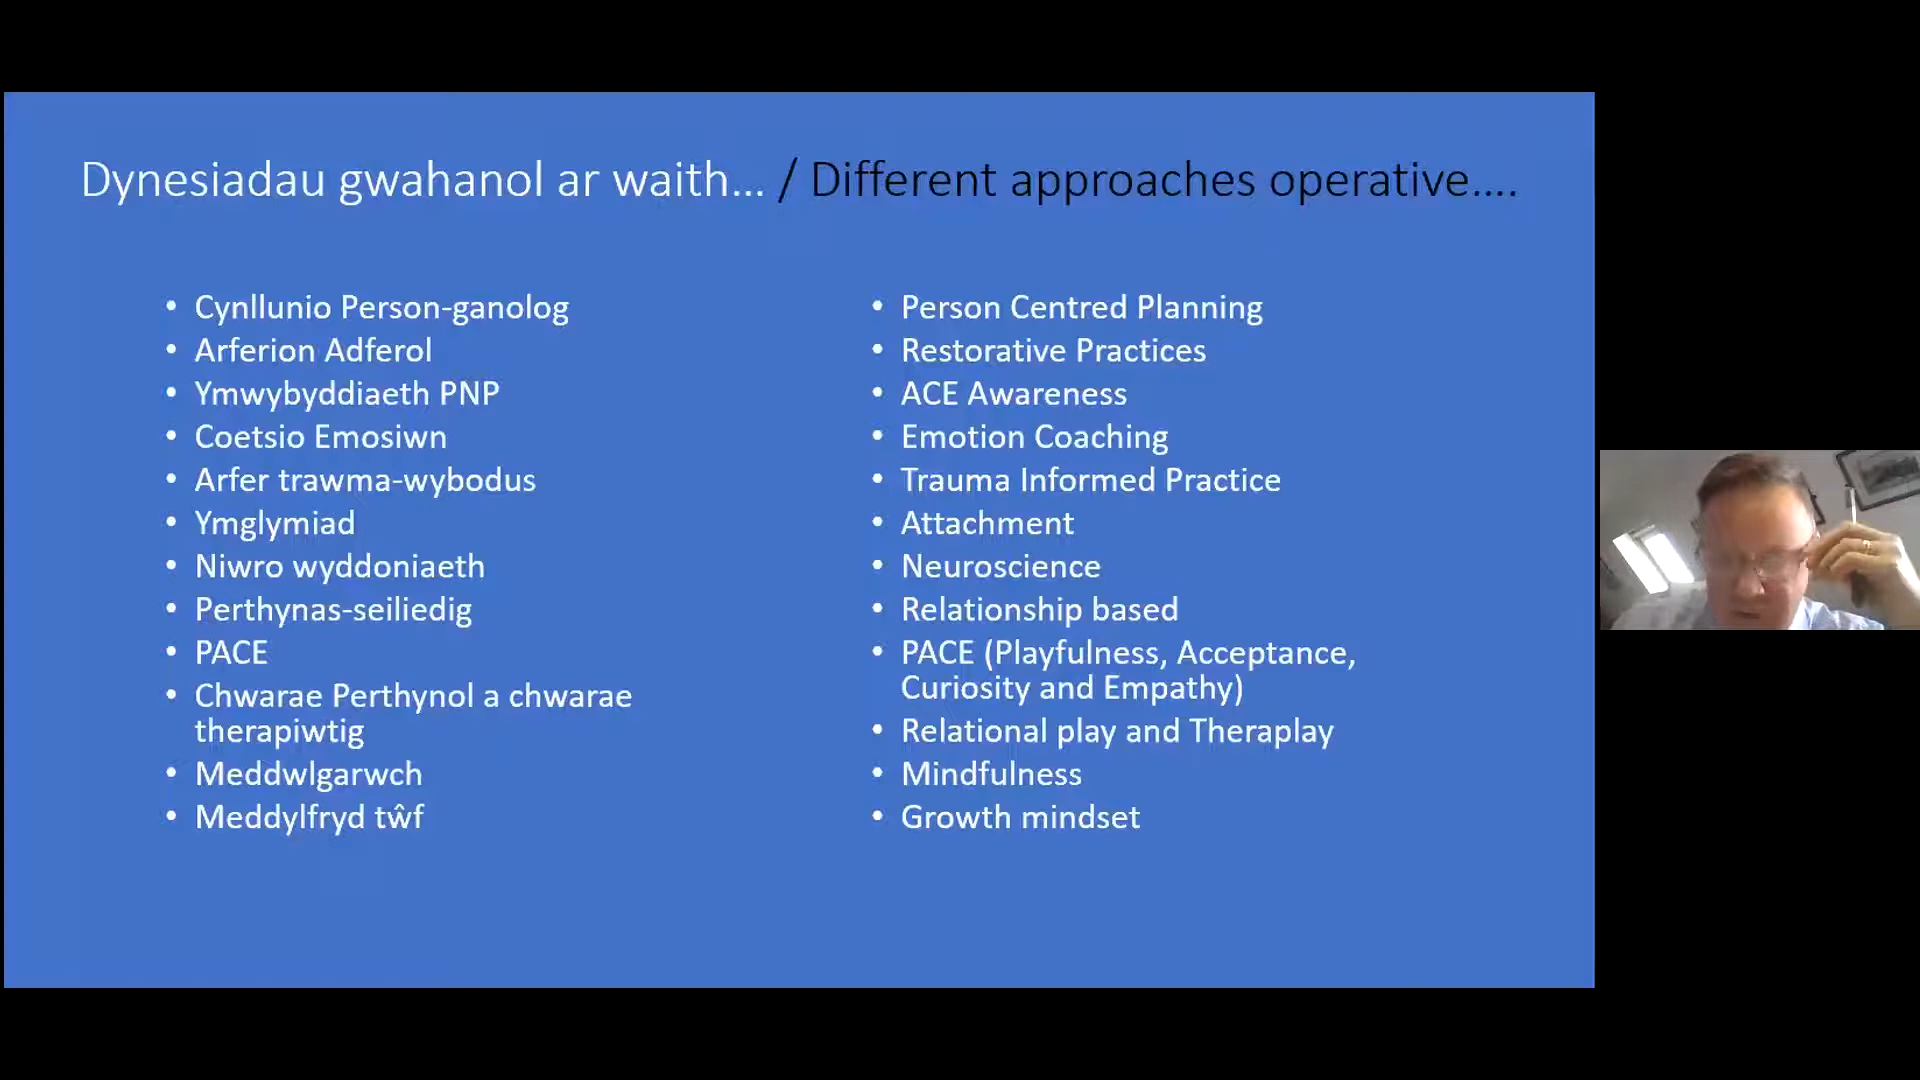 Dynesiadau gwahanol ar waith... / Different approaches operative....
• Cynllunio Person-ganolog
• Arferion Adferol
• Ymwybyddiaeth PNP
• Coetsio Emosiwn
• Arfer trawma-wybodus
• Ymglymiad
• Niwro wyddoniaeth
• Perthynas-seiliedig
• PACE
• Chwarae Perthynol a chwarae
therapiwtig
• Meddwlgarwch
• Meddylfryd tŵf
• Person Centred Planning
• Restorative Practices
• ACE Awareness
• Emotion Coaching
• Trauma Informed Practice
• Attachment
• Neuroscience
• Relationship based
• PACE (Playfulness, Acceptance,
Curiosity and Empathy)
• Relational play and Theraplay
• Mindfulness
• Growth mindset